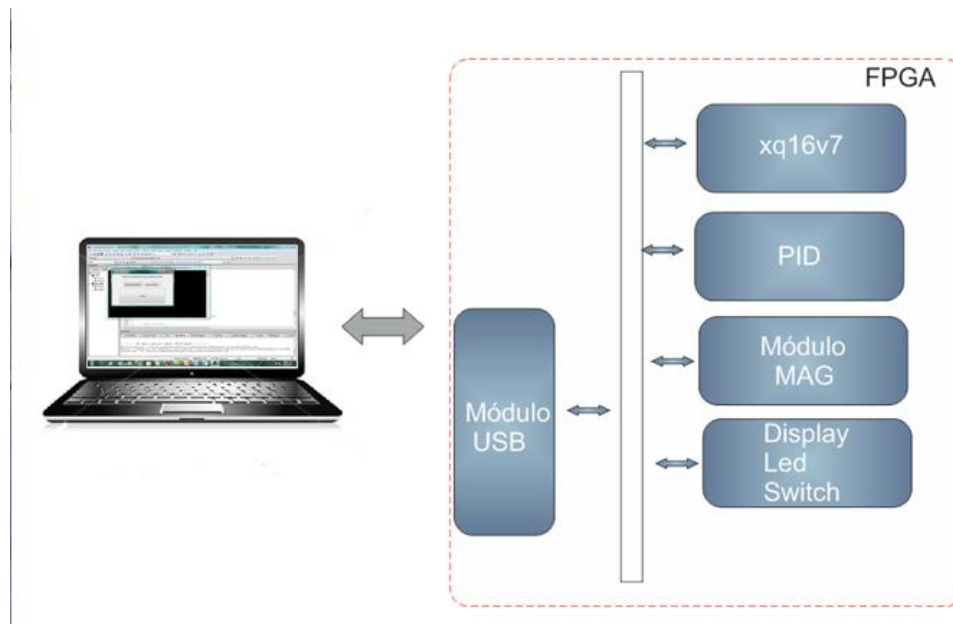 FPGA
xq16v7
PID
Módulo
MAG
Módulo
USB
Display
Led
Switch